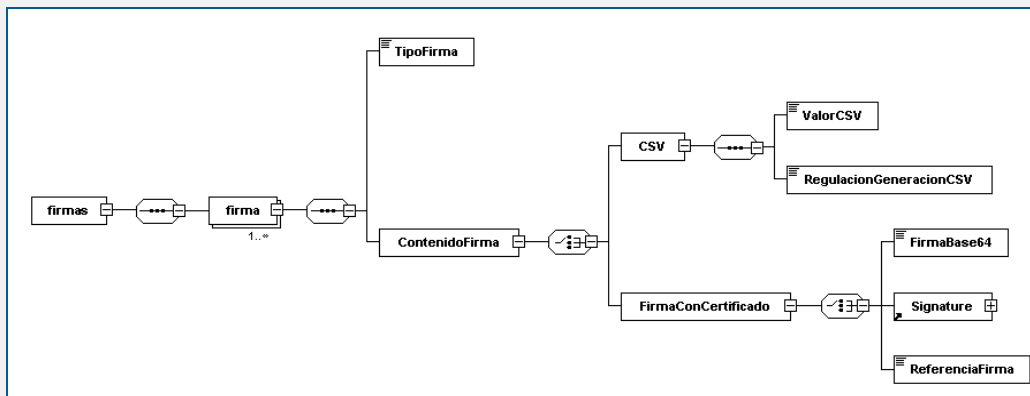 TipoFirma
ValorCSV
CSV
RegulacionGeneracionCSV
firmas
firma
1..∞
ContenidoFirma
FirmaBase64
FirmaConCertificado
Signature
ReferenciaFirma